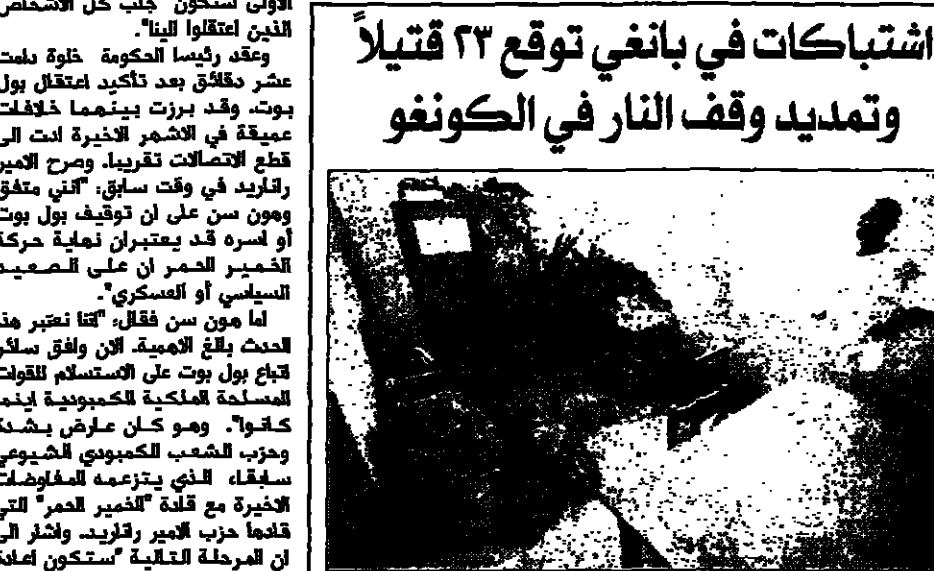 اشتباكات في بانغي توقع ٢٣ قتيلاً
وتمديد وقف النار في الكونغو
الاولى ستكون "جلب كل الاشخاص
الذين اعتقلوا الينا".
وعقد رئيسا الحكومة خلوة دامت
عشر دقائق بعد تأكيد اعتقال بول
بوت. وقد برزت بينهما خلافات
عميقة في الاشهر الاخيرة ادت الى
قطع الاتصالات تقريبا. وصرح الامير
راناريد في وقت سابق: "انني متفق
وهون سن على ان توقيف بول بوت
أو اسره قد يعتبران نهاية حركة
الخمير الحمر ان على الصعيد
السياسي أو العسكري".
اما هون سن فقال: "اننا نعتبر هذا
الحدث بالغ الاهمية. الان وافق سائر
اتباع بول بوت على الاستسلام للقوات
المسلحة الملكية الكمبودية اينما
كانوا". وهو كان عارض بشدة
وحزب الشعب الكمبودي الشيوعي
سابقا، الذي يتزعمه المفاوضات
الاخيرة مع قادة "الخمير الحمر" التي
قادها حزب الامير راناريد. واشار الى
ان المرحلة التالية "ستكون اعادة